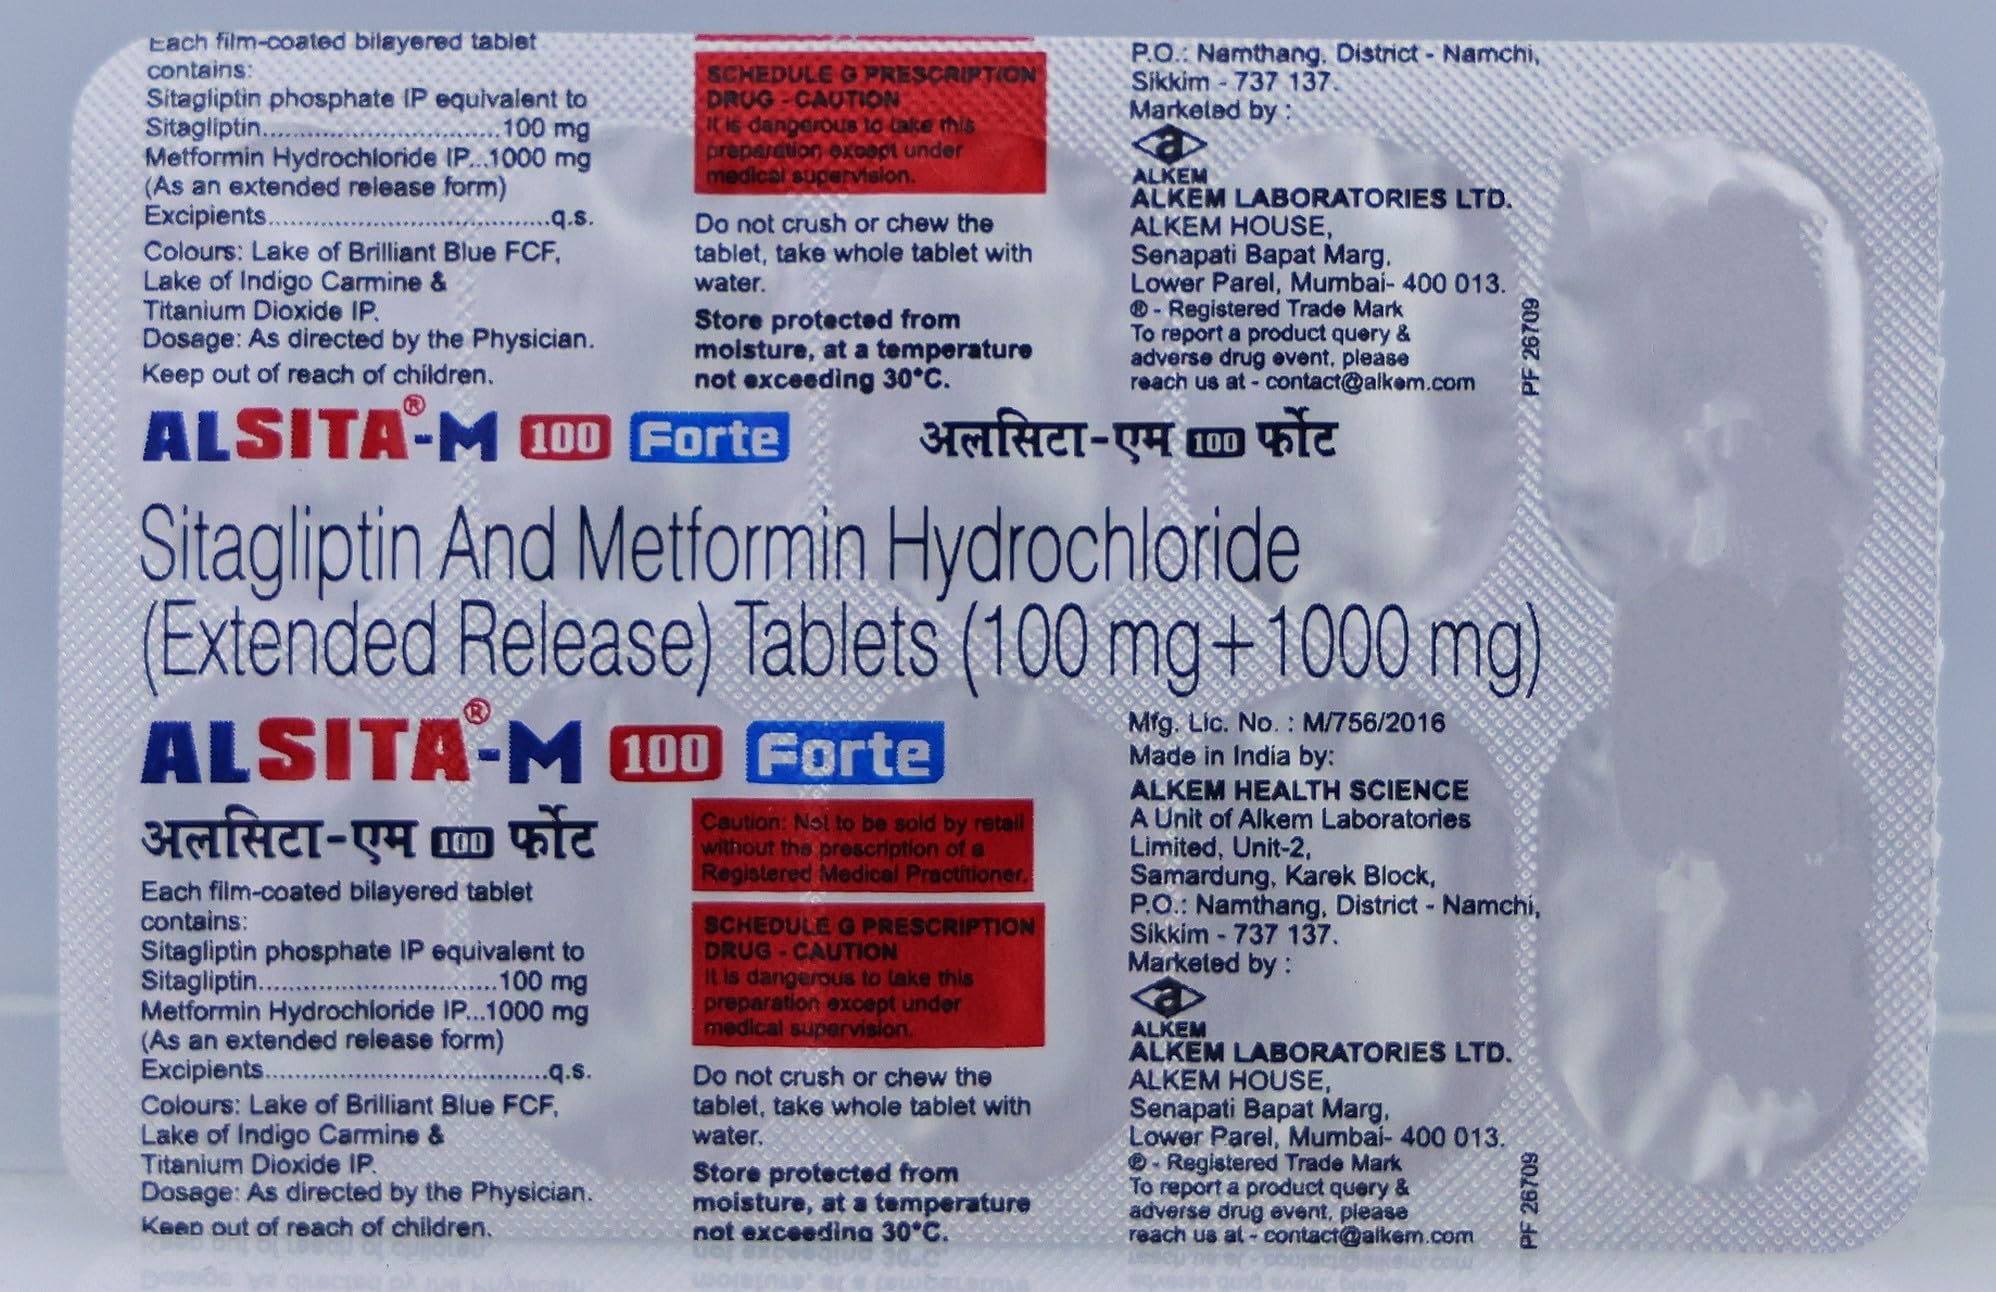 Each film-coated bilayered tablet
contains:
Sitagliptin phosphate IP equivalent to
Sitagliptin................................100 mg
Metformin Hydrochloride IP...1000 mg
(As an extended release form)
Excipients......................................q.s.
Colours: Lake of Brilliant Blue FCF,
Lake of Indigo Carmine &
Titanium Dioxide IP.
Dosage: As directed by the Physician.
Keep out of reach of children.
SCHEDULE G PRESCRIPTION
DRUG - CAUTION
It is dangerous to take this
preparation except under
medical supervision.
Do not crush or chew the
tablet, take whole tablet with
water.
Store protected from
moisture, at a temperature
not exceeding 30°C.
P.O.: Namthang, District - Namchi,
Sikkim - 737 137.
Marketed by :
a
ALKEM
ALKEM LABORATORIES LTD.
ALKEM HOUSE,
Senapati Bapat Marg,
Lower Parel, Mumbai- 400 013.
® - Registered Trade Mark
To report a product query &
adverse drug event, please
reach us at - contact@alkem.com
PF 26709
ALSITA®-M 100 Forte
अलसिटा-एम 100 फोर्ट
Sitagliptin And Metformin Hydrochloride
(Extended Release) Tablets (100 mg+1000 mg)
ALSITA®-M 100 Forte
अलसिटा-एम 100 फोर्ट
Each film-coated bilayered tablet
contains:
Sitagliptin phosphate IP equivalent to
Sitagliptin................................100 mg
Metformin Hydrochloride IP...1000 mg
(As an extended release form)
Excipients......................................q.s.
Colours: Lake of Brilliant Blue FCF,
Lake of Indigo Carmine &
Titanium Dioxide IP.
Dosage: As directed by the Physician.
Keep out of reach of children.
Caution: Not to be sold by retail
without the prescription of a
Registered Medical Practitioner.
SCHEDULE G PRESCRIPTION
DRUG - CAUTION
It is dangerous to take this
preparation except under
medical supervision.
Do not crush or chew the
tablet, take whole tablet with
water.
Store protected from
moisture, at a temperature
not exceeding 30°C.
Mfg. Lic. No. : M/756/2016
Made in India by:
ALKEM HEALTH SCIENCE
A Unit of Alkem Laboratories
Limited, Unit-2,
Samardung, Karek Block,
P.O.: Namthang, District - Namchi,
Sikkim - 737 137.
Marketed by :
a
ALKEM
ALKEM LABORATORIES LTD.
ALKEM HOUSE,
Senapati Bapat Marg,
Lower Parel, Mumbai- 400 013.
® - Registered Trade Mark
To report a product query &
adverse drug event, please
reach us at - contact@alkem.com
PF 26709